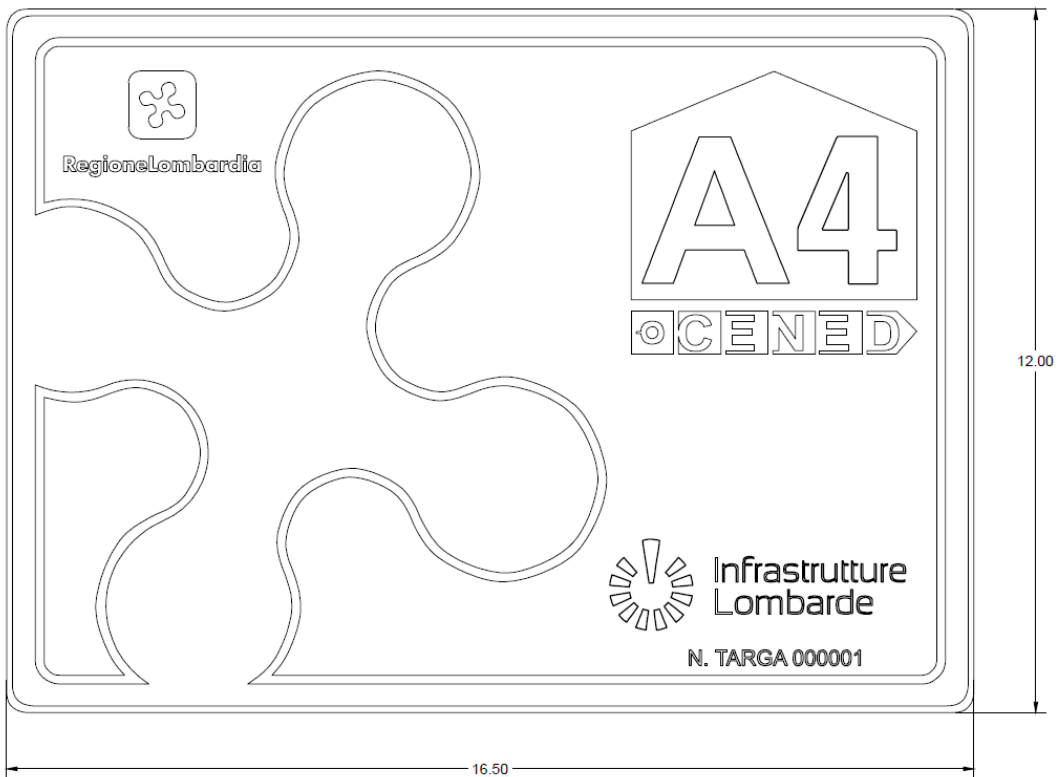 RegioneLombardia
A4
CENED
12.00
Infrastrutture
Lombarde
N. TARGA 000001
16.50